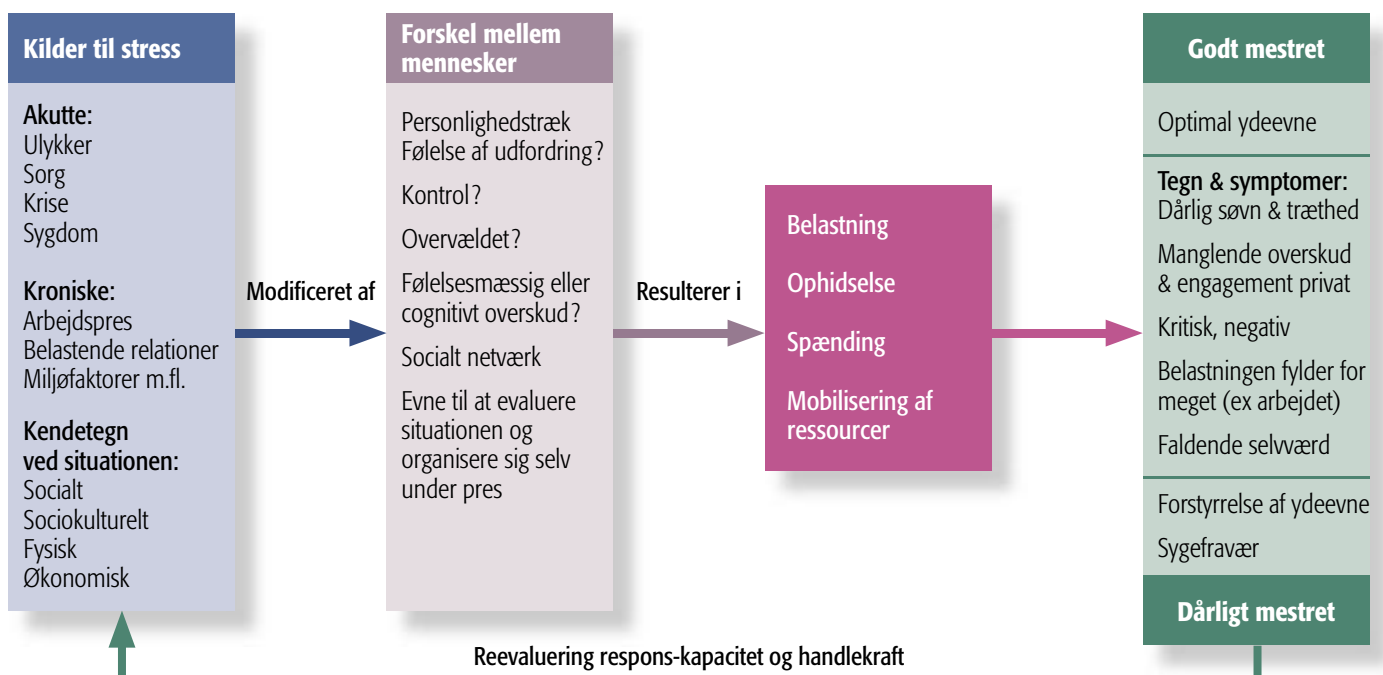 Kilder til stress
Akutte:
Ulykker
Sorg
Krise
Sygdom
Kroniske:
Arbejdspres
Belastende relationer
Miljøfaktorer m.fl.
Kendetegn
ved situationen:
Socialt
Sociokulturelt
Fysisk
Økonomisk
Modificeret af
Forskel mellem
mennesker
Personlighedstræk
Følelse af udfordring?
Kontrol?
Overvældet?
Følelsesmæssig eller
cognitivt overskud?
Socialt netværk
Evne til at evaluere
situationen og
organisere sig selv
under pres
Resulterer i
Belastning
Ophidselse
Spænding
Mobilisering af
ressourcer
Godt mestret
Optimal ydeevne
Tegn & symptomer:
Dårlig søvn & træthed
Manglende overskud
& engagement privat
Kritisk, negativ
Belastningen fylder for
meget (ex arbejdet)
Faldende selvværd
Forstyrrelse af ydeevne
Sygefravær
Dårligt mestret
Reevaluering respons-kapacitet og handlekraft